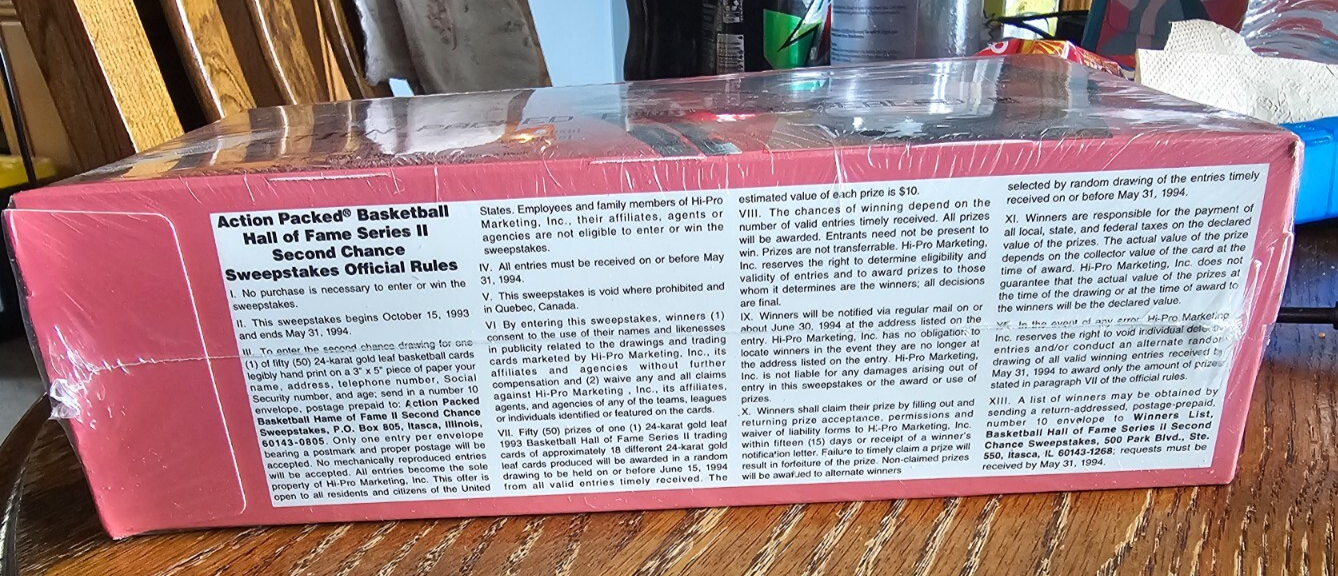 Action Packed® Basketball
Hall of Fame Series II
Second Chance
Sweepstakes Official Rules
I. No purchase is necessary to enter or win the
sweepstakes.
II. This sweepstakes begins October 15, 1993
and ends May 31, 1994.
III. To enter the second chance drawing for one
(1) of fifty (50) 24-karat gold leaf basketball cards
legibly hand print on a 3" x 5" piece of paper your
name, address, telephone number, Social
Security number, and age; send in a number 10
envelope, postage prepaid to: Action Packed
Basketball Hame of Fame II Second Chance
Sweepstakes, P.O. Box 805, Itasca, Illinois,
60143-0805. Only one entry per envelope
bearing a postmark and proper postage will be
accepted. No mechanically reproduced entries
will be accepted. All entries become the sole
property of Hi-Pro Marketing, Inc. This offer is
open to all residents and citizens of the United
States. Employees and family members of Hi-Pro
Marketing, Inc., their affiliates, agents or
agencies are not eligible to enter or win the
sweepstakes.
IV. All entries must be received on or before May
31, 1994.
V. This sweepstakes is void where prohibited and
in Quebec, Canada.
VI By entering this sweepstakes, winners (1)
consent to the use of their names and likenesses
in publicity related to the drawings and trading
cards marketed by Hi-Pro Marketing, Inc., its
affiliates and agencies without further
compensation and (2) waive any and all claims
against Hi-Pro Marketing, Inc., its affiliates,
agents, and agencies of any of the teams, leagues
or individuals identified or featured on the cards.
VII. Fifty (50) prizes of one (1) 24-karat gold leaf
1993 Basketball Hall of Fame Series II trading
cards of approximately 18 different 24-karat gold
leaf cards produced will be awarded in a random
drawing to be held on or before June 15, 1994
from all valid entries timely received. The
estimated value of each prize is $10.
VIII. The chances of winning depend on the
number of valid entries timely received. All prizes
will be awarded. Entrants need not be present to
win. Prizes are not transferrable. Hi-Pro Marketing,
Inc. reserves the right to determine eligibility and
validity of entries and to award prizes to those
whom it determines are the winners; all decisions
are final.
IX. Winners will be notified via regular mail on or
about June 30, 1994 at the address listed on the
entry. Hi-Pro Marketing, Inc. has no obligation to
locate winners in the event they are no longer at
the address listed on the entry. Hi-Pro Marketing,
Inc. is not liable for any damages arising out of
entry in this sweepstakes or the award or use of
prizes.
X. Winners shall claim their prize by filling out and
returning prize acceptance, permissions and
waiver of liability forms to Hi-Pro Marketing, Inc.
within fifteen (15) days or receipt of a winner's
notification letter. Failure to timely claim a prize will
result in forfeiture of the prize. Non-claimed prizes
will be awarded to alternate winners
selected by random drawing of the entries timely
received on or before May 31, 1994.
XI. Winners are responsible for the payment of
all local, state, and federal taxes on the declared
value of the prizes. The actual value of the prize
depends on the collector value of the card at the
time of award. Hi-Pro Marketing, Inc. does not
guarantee that the actual value of the prizes at
the time of the drawing or at the time of award to
the winners will be the declared value.
In the event of any error, Hi-Pro Marketing
Inc. reserves the right to void individual
entries and/or conduct an alternate random
drawing of all valid winning entries received by
May 31, 1994 to award only the amount of prizes
stated in paragraph VII of the official rules.
XIII. A list of winners may be obtained by
sending a return-addressed, postage-prepaid,
number 10 envelope to Winners List,
Basketball Hall of Fame Series II Second
Chance Sweepstakes, 500 Park Blvd., Ste.
550, Itasca, IL 60143-1268; requests must be
received by May 31, 1994.